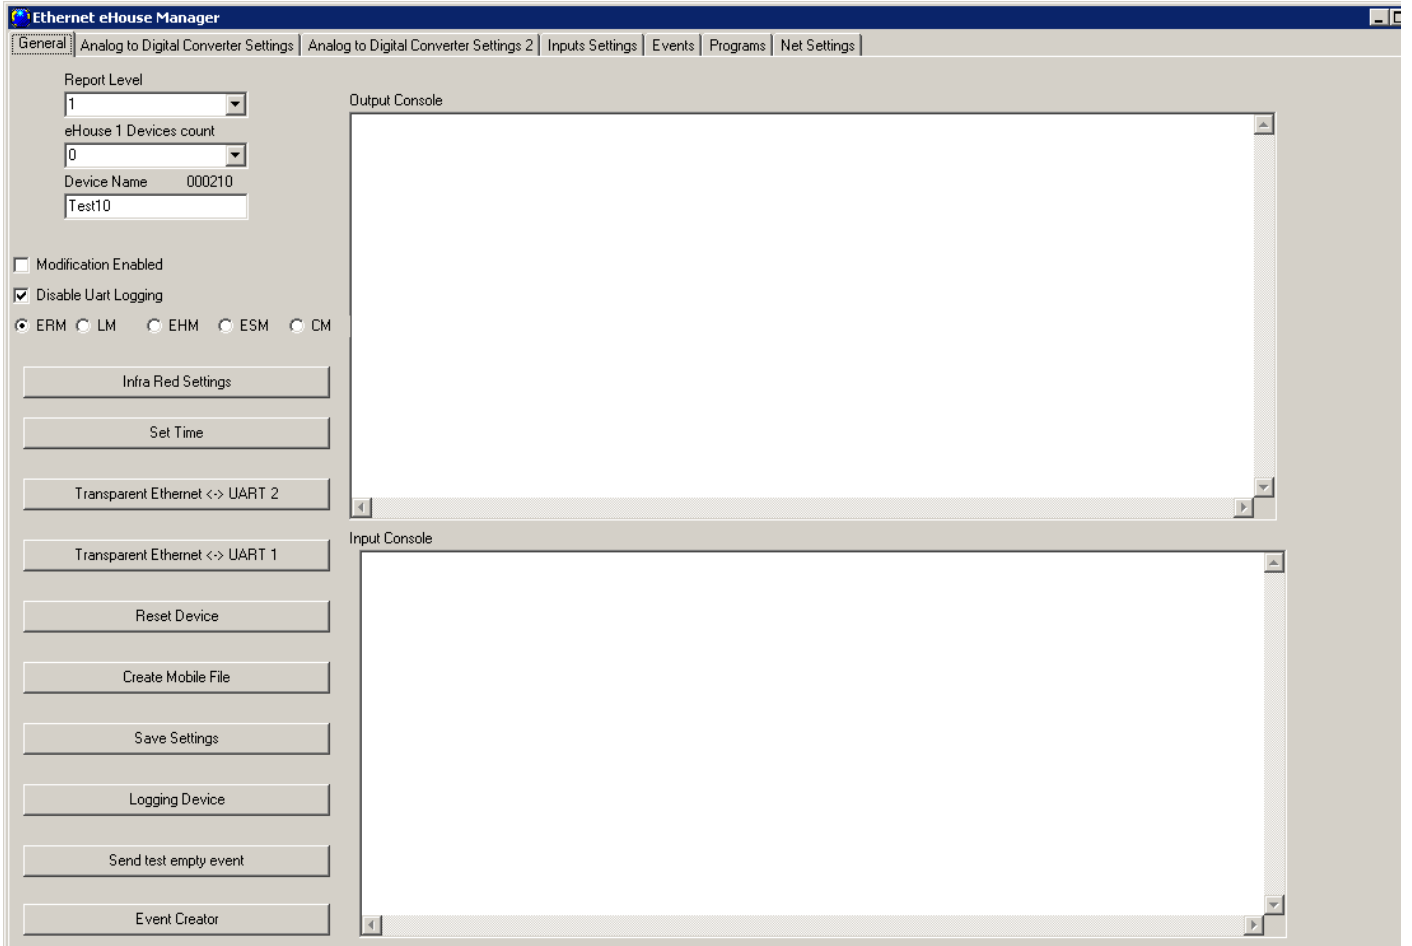 Ethernet eHouse Manager
General Analog to Digital Converter Settings Analog to Digital Converter Settings 2 Inputs Settings Events Programs Net Settings
Report Level
1
eHouse 1 Devices count
0
Device Name 000210
Test10
Modification Enabled
Disable Uart Logging
ERM LM EHM ESM CM
Infra Red Settings
Set Time
Transparent Ethernet <-> UART 2
Transparent Ethernet <-> UART 1
Reset Device
Create Mobile File
Save Settings
Logging Device
Send test empty event
Event Creator
Output Console
Input Console